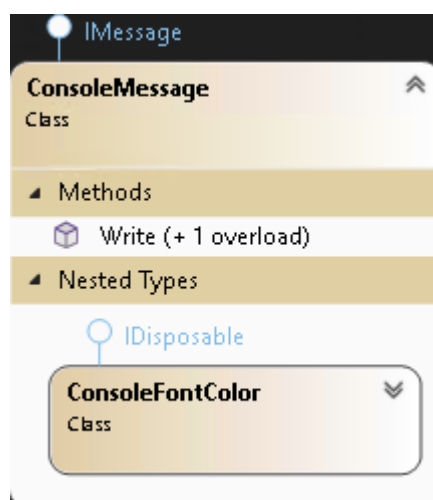 IMessage
ConsoleMessage
Class
Methods
Write (+ 1 overload)
Nested Types
IDisposable
ConsoleFontColor
Class